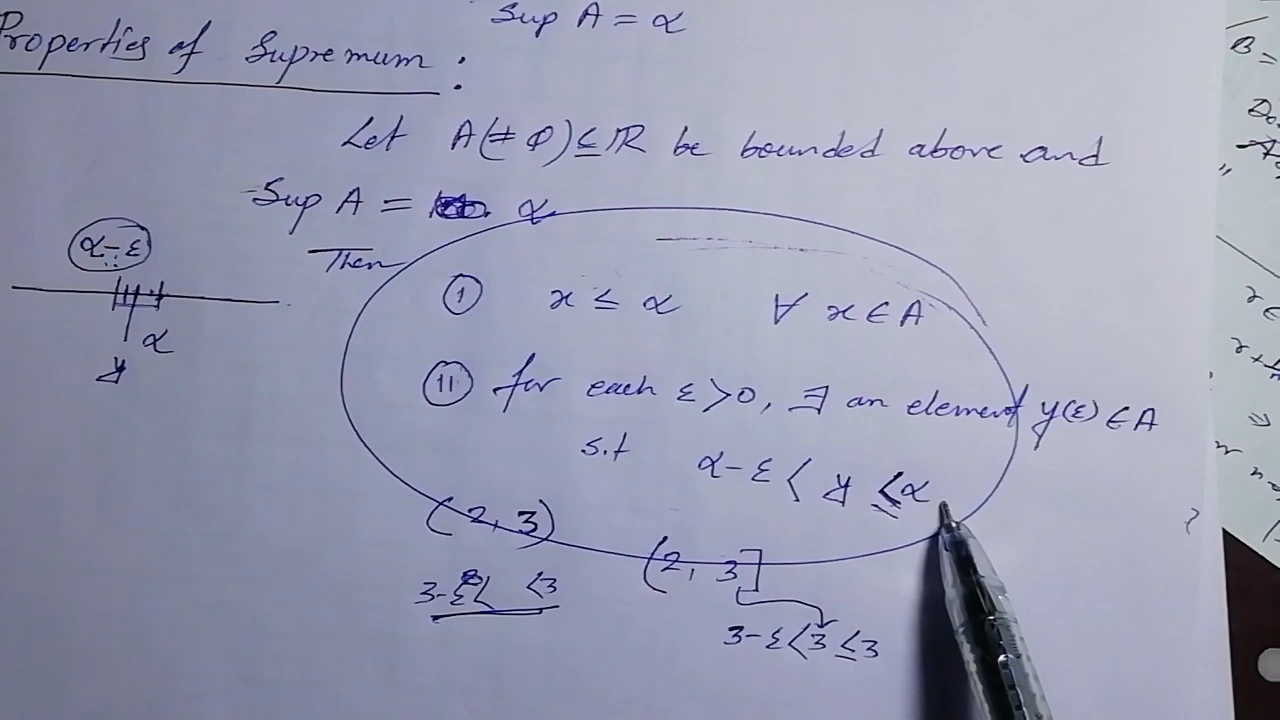 Sup A = α
Properties of Supremum :
Let A(≠ φ) ⊆ ℝ be bounded above and
Sup A = α
Then
α-ε
α
y
(I) x ≤ α ∀ x ∈ A
(II) for each ε > 0, ∃ an element y(ε) ∈ A
s.t α-ε < y ≤ α
(2, 3)
(2, 3]
3-ε < < 3
3-ε < 3 ≤ 3
B =